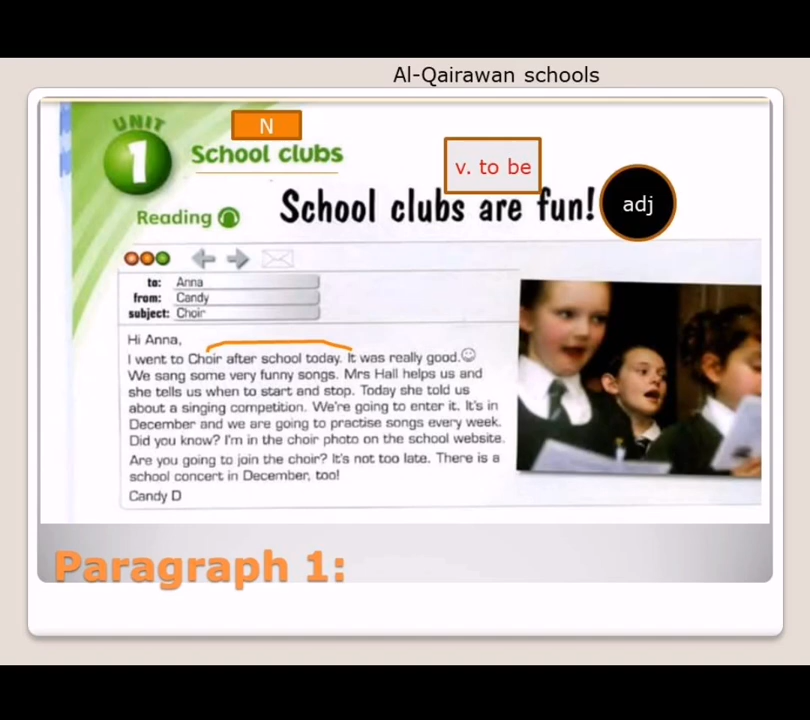 Al-Qairawan schools
UNIT
1
N
School clubs
v. to be
Reading
School clubs are fun!
adj
to: Anna
from: Candy
subject: Choir
Hi Anna,
I went to Choir after school today. It was really good.
We sang some very funny songs. Mrs Hall helps us and
she tells us when to start and stop. Today she told us
about a singing competition. We're going to enter it. It's in
December and we are going to practise songs every week.
Did you know? I'm in the choir photo on the school website.
Are you going to join the choir? It's not too late. There is a
school concert in December, too!
Candy D
Paragraph 1: